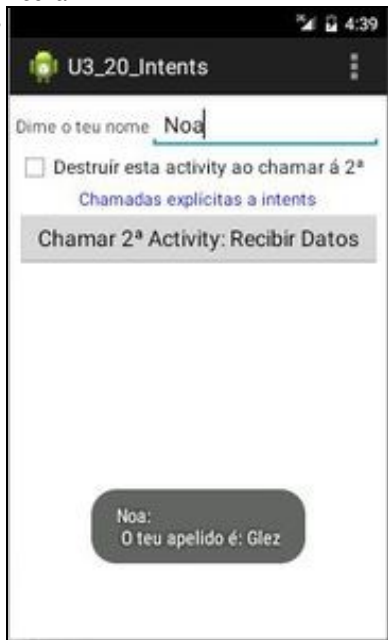 4:39
U3_20_Intents
Dime o teu nome Noa
Destruír esta activity ao chamar á 2ª
Chamadas explicitas a intents
Chamar 2ª Activity: Recibir Datos
Noa:
O teu apelido é: Glez